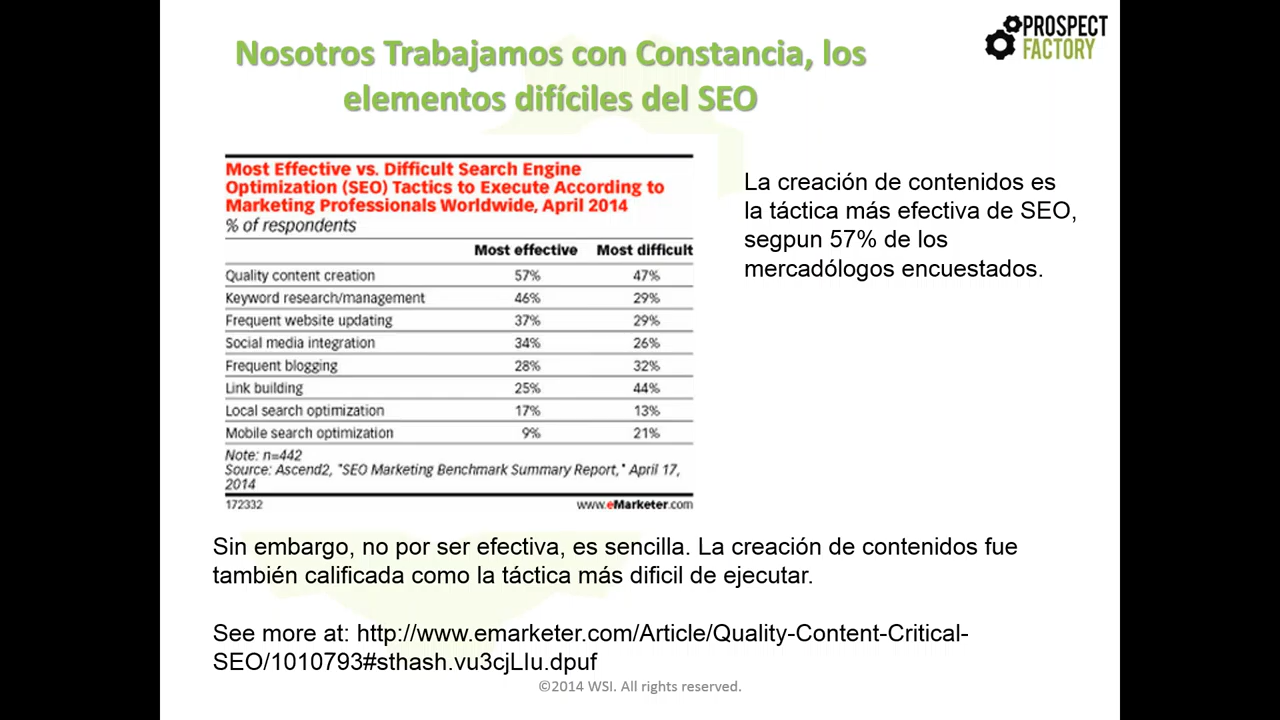 PROSPECT
FACTORY
Nosotros Trabajamos con Constancia, los
elementos difíciles del SEO
Most Effective vs. Difficult Search Engine
Optimization (SEO) Tactics to Execute According to
Marketing Professionals Worldwide, April 2014
% of respondents
Most effective Most difficult
Quality content creation 57% 47%
Keyword research/management 46% 29%
Frequent website updating 37% 29%
Social media integration 34% 26%
Frequent blogging 28% 32%
Link building 25% 44%
Local search optimization 17% 13%
Mobile search optimization 9% 21%
Note: n=442
Source: Ascend2, "SEO Marketing Benchmark Summary Report," April 17,
2014
172332 www.eMarketer.com
La creación de contenidos es
la táctica más efectiva de SEO,
segpun 57% de los
mercadólogos encuestados.
Sin embargo, no por ser efectiva, es sencilla. La creación de contenidos fue
también calificada como la táctica más dificil de ejecutar.
See more at: http://www.emarketer.com/Article/Quality-Content-Critical-
SEO/1010793#sthash.vu3cjLIu.dpuf
©2014 WSI. All rights reserved.